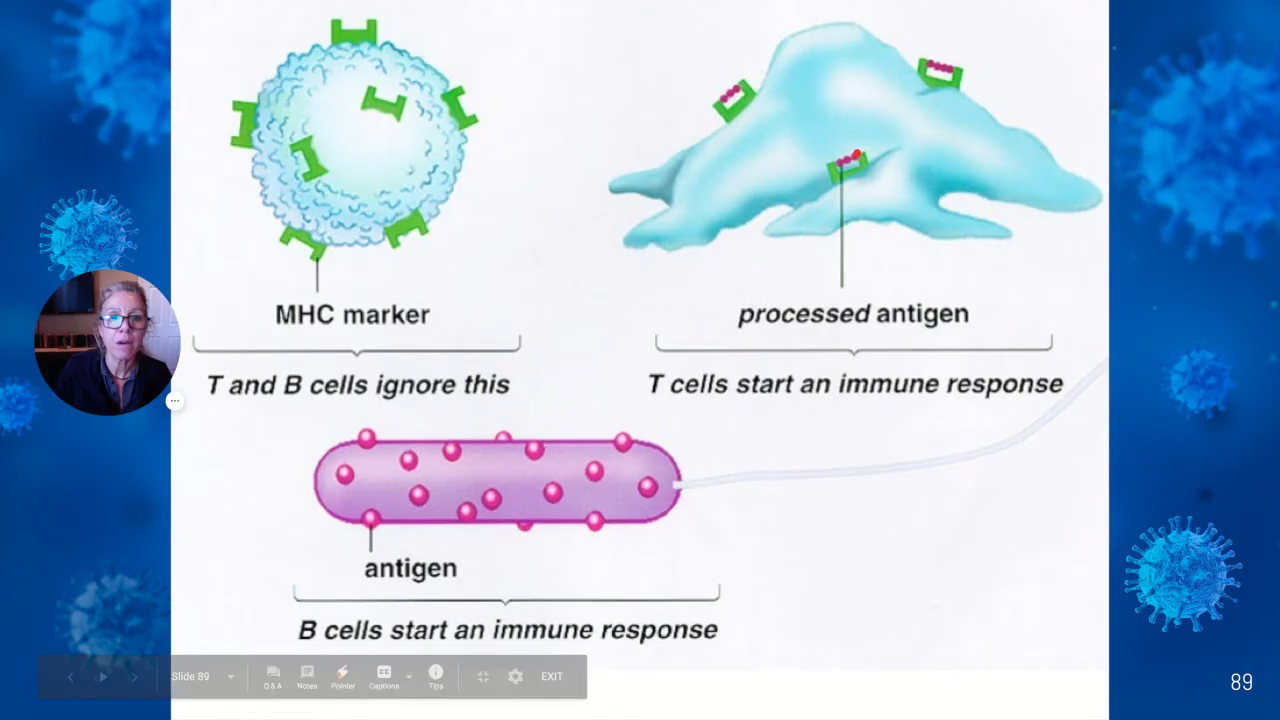 MHC marker
T and B cells ignore this
processed antigen
T cells start an immune response
antigen
B cells start an immune response
Slide 89
Q & A
Notes
Pointer
CC
Captions
Tips
EXIT
89